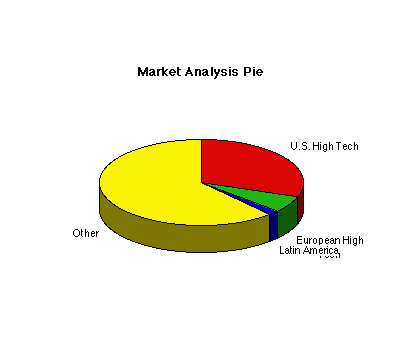 Market Analysis Pie
U.S. High Tech
Other
European High
Latin America